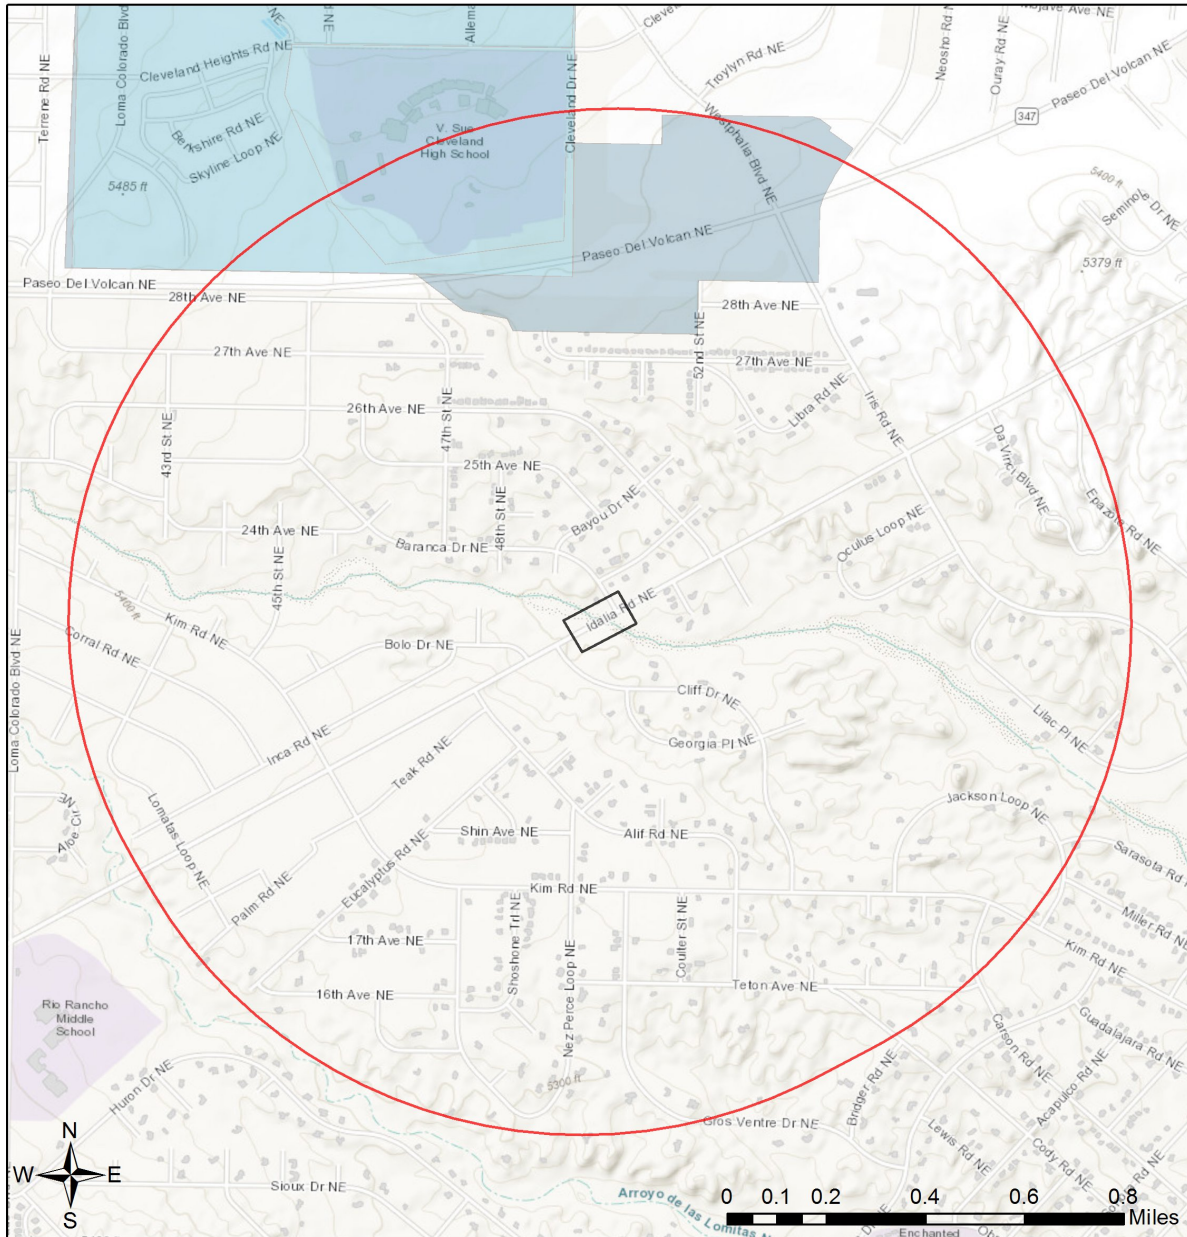 Mojave Ave NE
Loma Colorado Blvd
NE
Allema
Clevela
Neosho Rd N
Ouray Rd NE
Terrene Rd NE
Cleveland Heights Rd NE
Cleveland Dr NE
Troylyn Rd NE
Paseo Del Volcan NE
347
Berkshire Rd NE
Skyline Loop NE
V. Sue
Cleveland
High School
Westphalia Blvd NE
5485 ft
5400 ft
Seminole Dr NE
5379 ft
Paseo Del Volcan NE
Paseo Del Volcan NE
28th Ave NE
28th Ave NE
27th Ave NE
52nd St NE
27th Ave NE
26th Ave NE
47th St NE
43rd St NE
Libra Rd NE
Iris Rd NE
Da Vinci Blvd NE
25th Ave NE
48th St NE
Bayou Dr NE
Epazote Rd NE
24th Ave NE
Baranca Dr NE
Oculus Loop NE
45th St NE
5400 ft
Kim Rd NE
Idalia Rd NE
Corral Rd NE
Bolo Dr NE
Loma Colorado Blvd NE
Cliff Dr NE
Lilac Pl NE
Inca Rd NE
Georgia Pl NE
Teak Rd NE
Jackson Loop NE
Aloe Cir NE
Lomatas Loop NE
Shin Ave NE
Alif Rd NE
Sarasota Rd N
Eucalyptus Rd NE
Palm Rd NE
Kim Rd NE
Miller Rd NE
Shoshone Trl NE
Coulter St NE
17th Ave NE
Kim Rd NE
Nez Perce Loop NE
16th Ave NE
Teton Ave NE
Rio Rancho
Middle
School
Carson Rd NE
Guadalajara Rd NE
Huron Dr NE
5300 ft
Bridger Rd NE
Acapulco Rd NE
Gros Ventre Dr NE
Lewis Rd NE
Cody Rd NE
N
W E
S
Sioux Dr NE
Arroyo de las Lomitas N
0 0.1 0.2 0.4 0.6 0.8
Miles
Enchanted